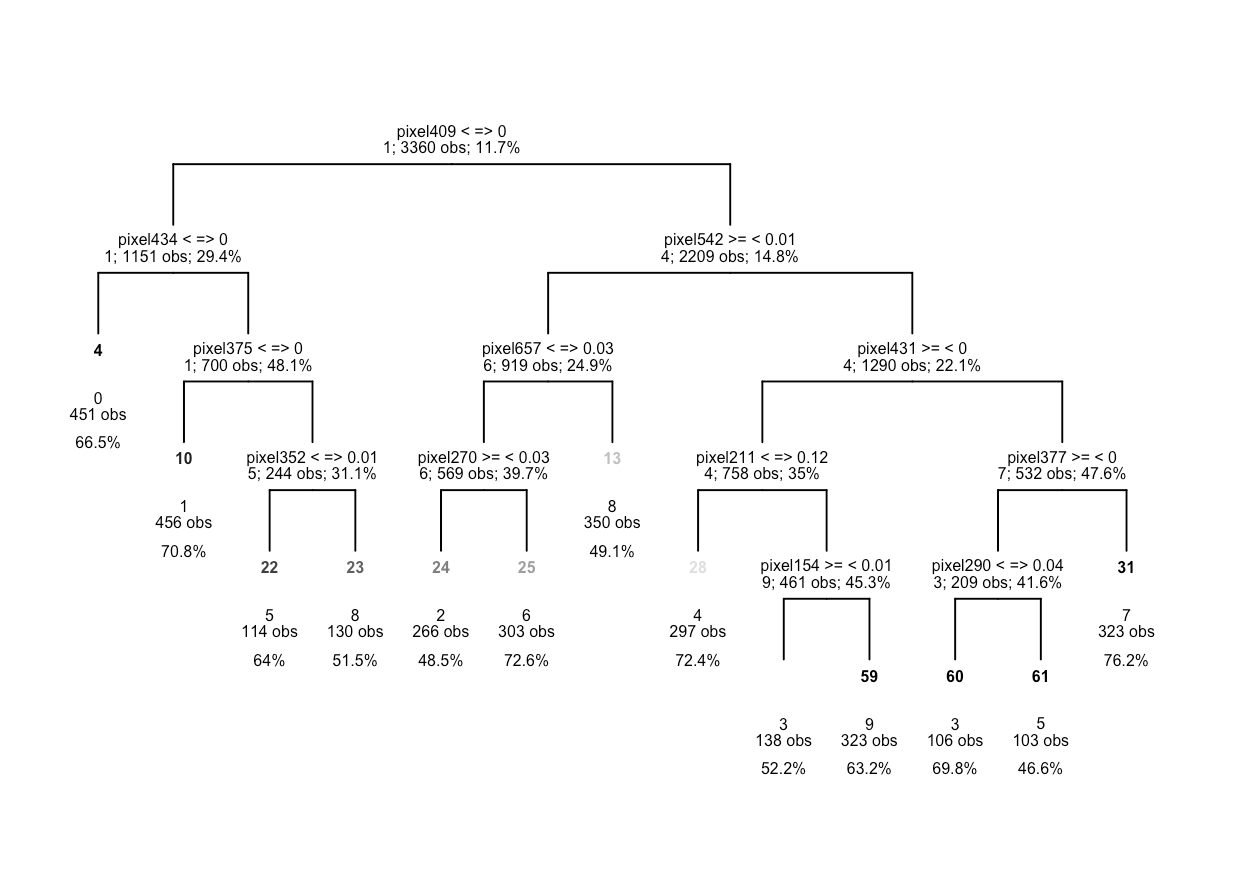 pixel409 < => 0
1; 3360 obs; 11.7%
pixel434 < => 0
1; 1151 obs; 29.4%
pixel542 >= < 0.01
4; 2209 obs; 14.8%
4
0
451 obs
66.5%
pixel375 < => 0
1; 700 obs; 48.1%
pixel657 < => 0.03
6; 919 obs; 24.9%
pixel431 >= < 0
4; 1290 obs; 22.1%
10
1
456 obs
70.8%
pixel352 < => 0.01
5; 244 obs; 31.1%
pixel270 >= < 0.03
6; 569 obs; 39.7%
13
8
350 obs
49.1%
pixel211 < => 0.12
4; 758 obs; 35%
pixel377 >= < 0
7; 532 obs; 47.6%
22
5
114 obs
64%
23
8
130 obs
51.5%
24
2
266 obs
48.5%
25
6
303 obs
72.6%
28
4
297 obs
72.4%
pixel154 >= < 0.01
9; 461 obs; 45.3%
pixel290 < => 0.04
3; 209 obs; 41.6%
31
7
323 obs
76.2%
3
138 obs
52.2%
59
9
323 obs
63.2%
60
3
106 obs
69.8%
61
5
103 obs
46.6%